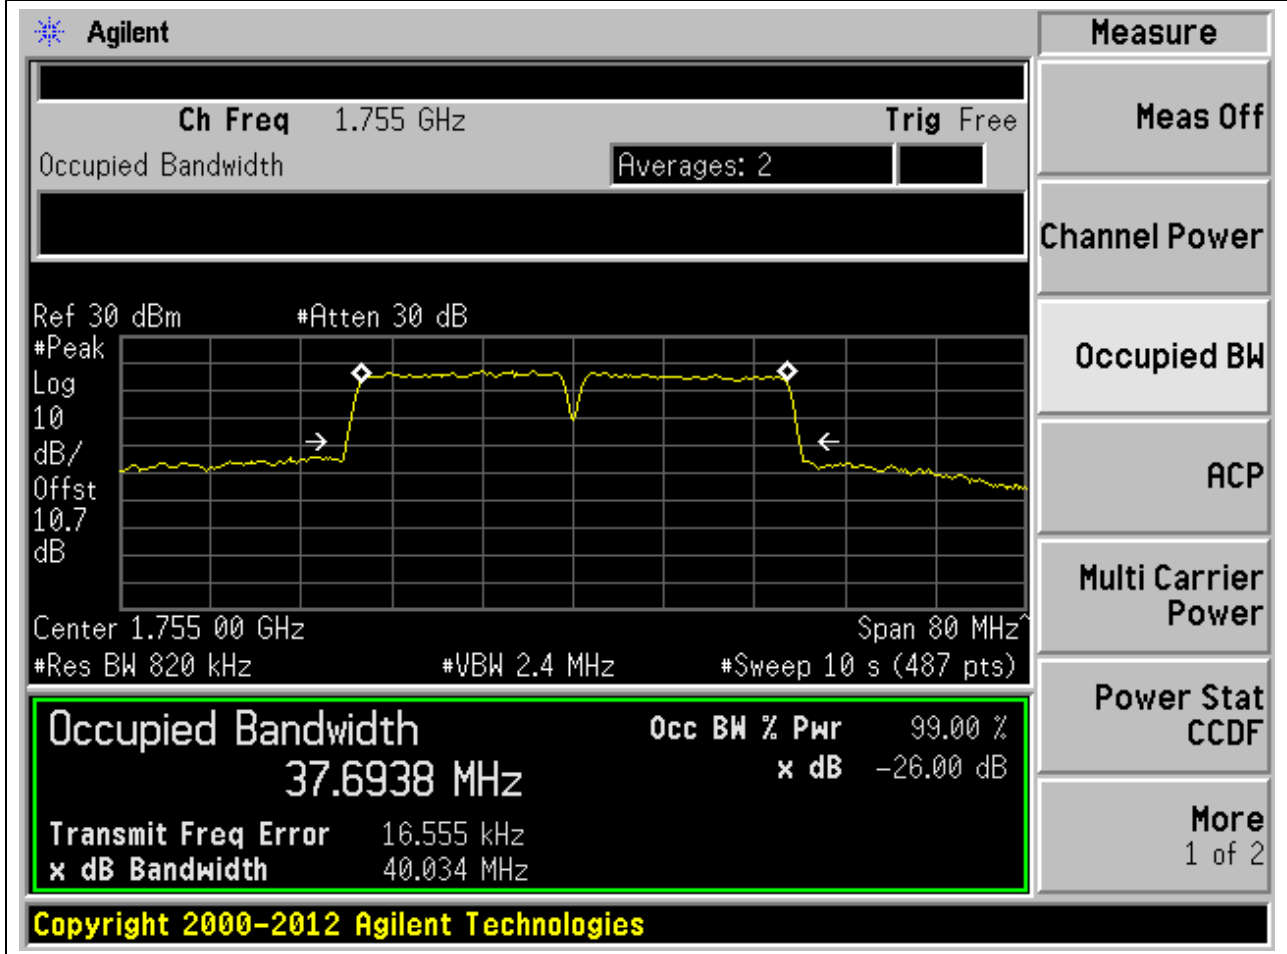 Agilent
Measure
Ch Freq 1.755 GHz Trig Free
Occupied Bandwidth Averages: 2
Meas Off
Channel Power
Occupied BW
ACP
Multi Carrier
Power
Power Stat
CCDF
More
1 of 2
Ref 30 dBm #Atten 30 dB
#Peak
Log
10
dB/
Offst
10.7
dB
Center 1.755 00 GHz Span 80 MHz^
#Res BW 820 kHz #VBW 2.4 MHz #Sweep 10 s (487 pts)
Occupied Bandwidth Occ BW % Pwr 99.00 %
37.6938 MHz x dB -26.00 dB
Transmit Freq Error 16.555 kHz
x dB Bandwidth 40.034 MHz
Copyright 2000-2012 Agilent Technologies